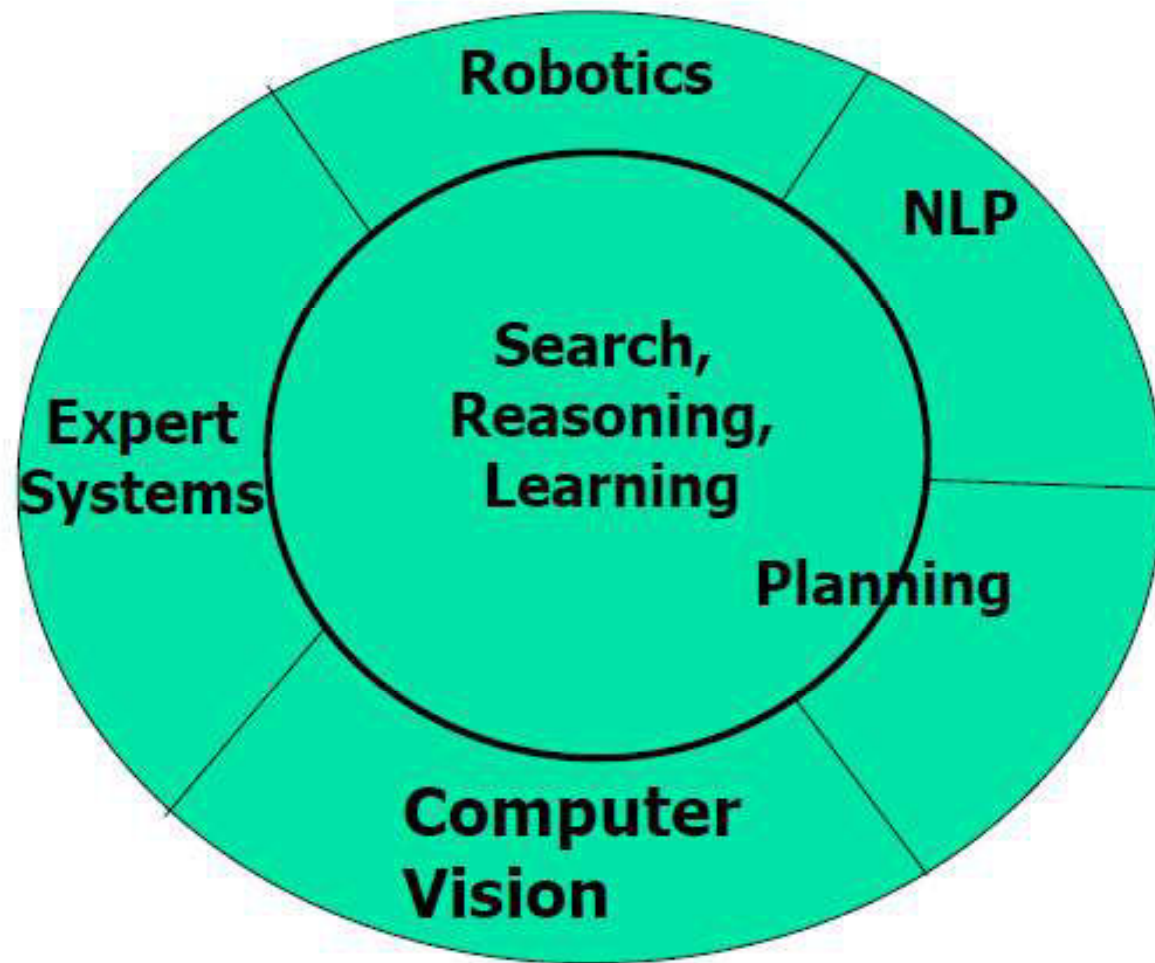 Robotics
NLP
Search,
Reasoning,
Learning
Expert
Systems
Planning
Computer
Vision